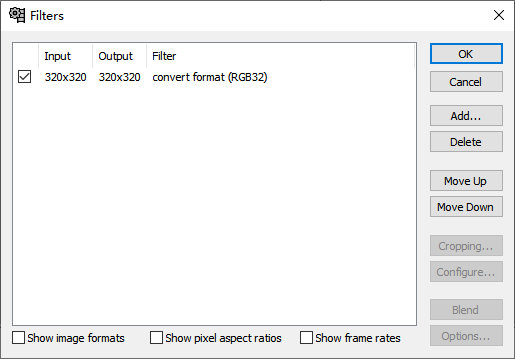 Filters
Input Output Filter
320x320 320x320 convert format (RGB32)
OK
Cancel
Add...
Delete
Move Up
Move Down
Cropping...
Configure...
Blend
Options...
Show image formats Show pixel aspect ratios Show frame rates